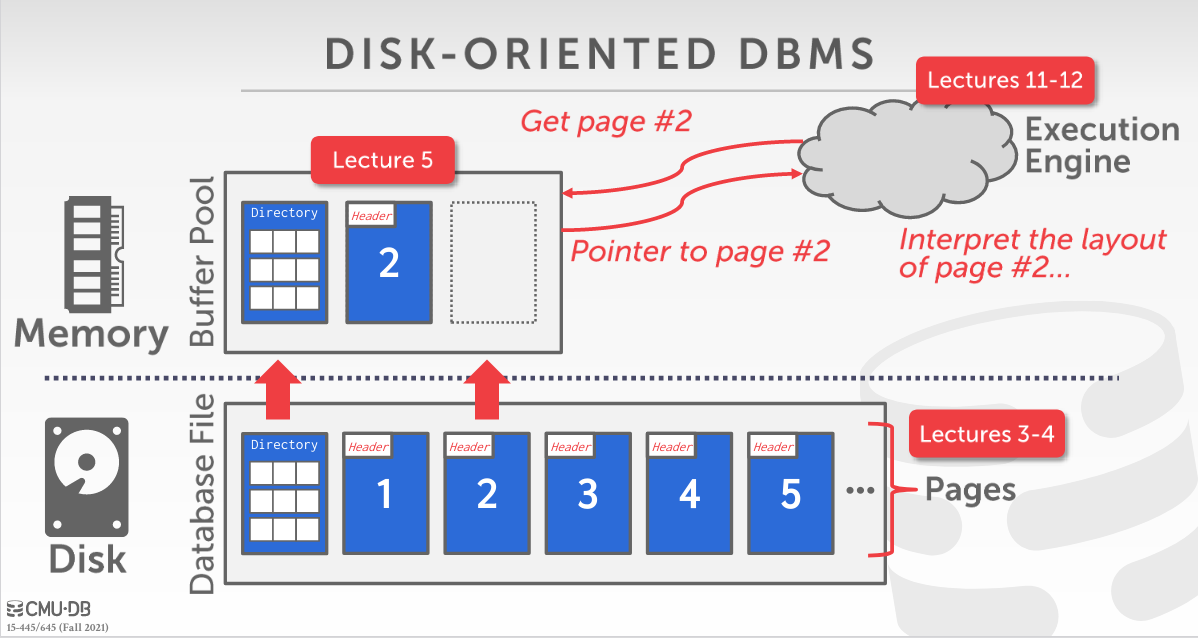 DISK-ORIENTED DBMS
Lectures 11-12
Get page #2
Execution
Engine
Lecture 5
Buffer Pool
Directory
Header
2
Pointer to page #2
Interpret the layout
of page #2...
Memory
Database File
Directory
Header
1
Header
2
Header
3
Header
4
Header
5
...
Lectures 3-4
Pages
Disk
CMU·DB
15-445/645 (Fall 2021)